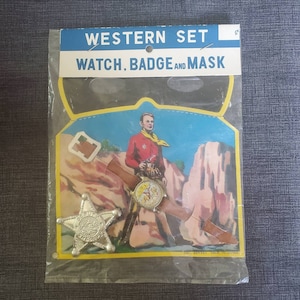 WESTERN SET
WATCH, BADGE AND MASK